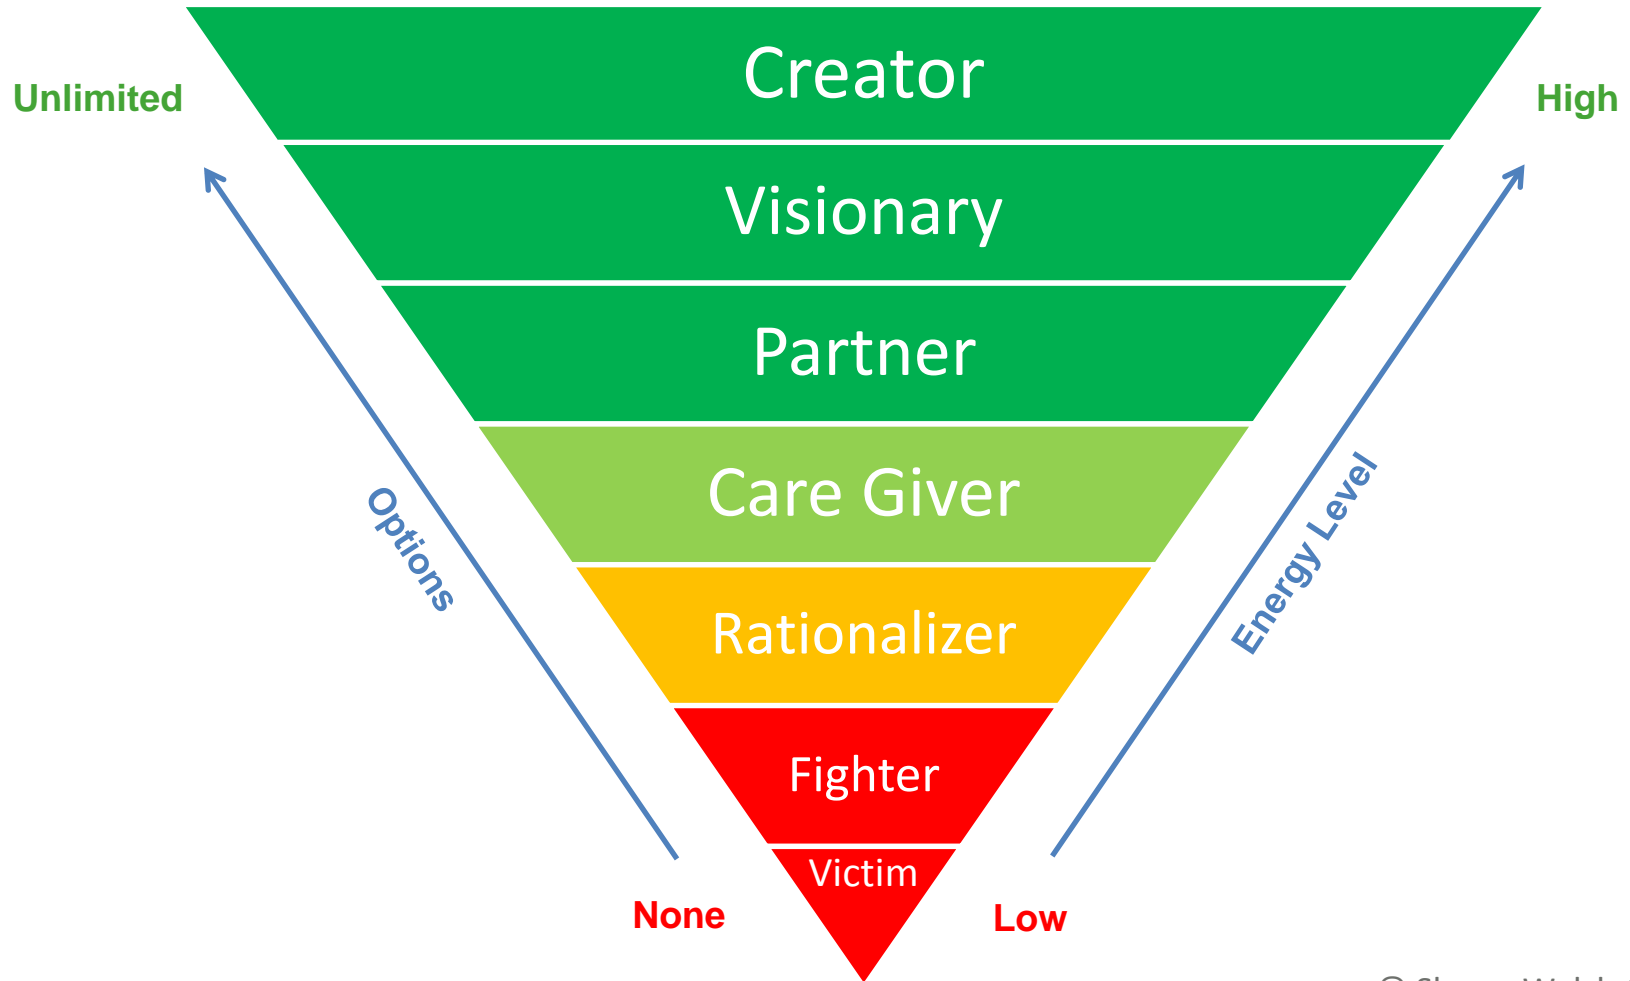 Creator
Unlimited
High
Visionary
Partner
Care Giver
Options
Energy Level
Rationalizer
Fighter
Victim
None
Low